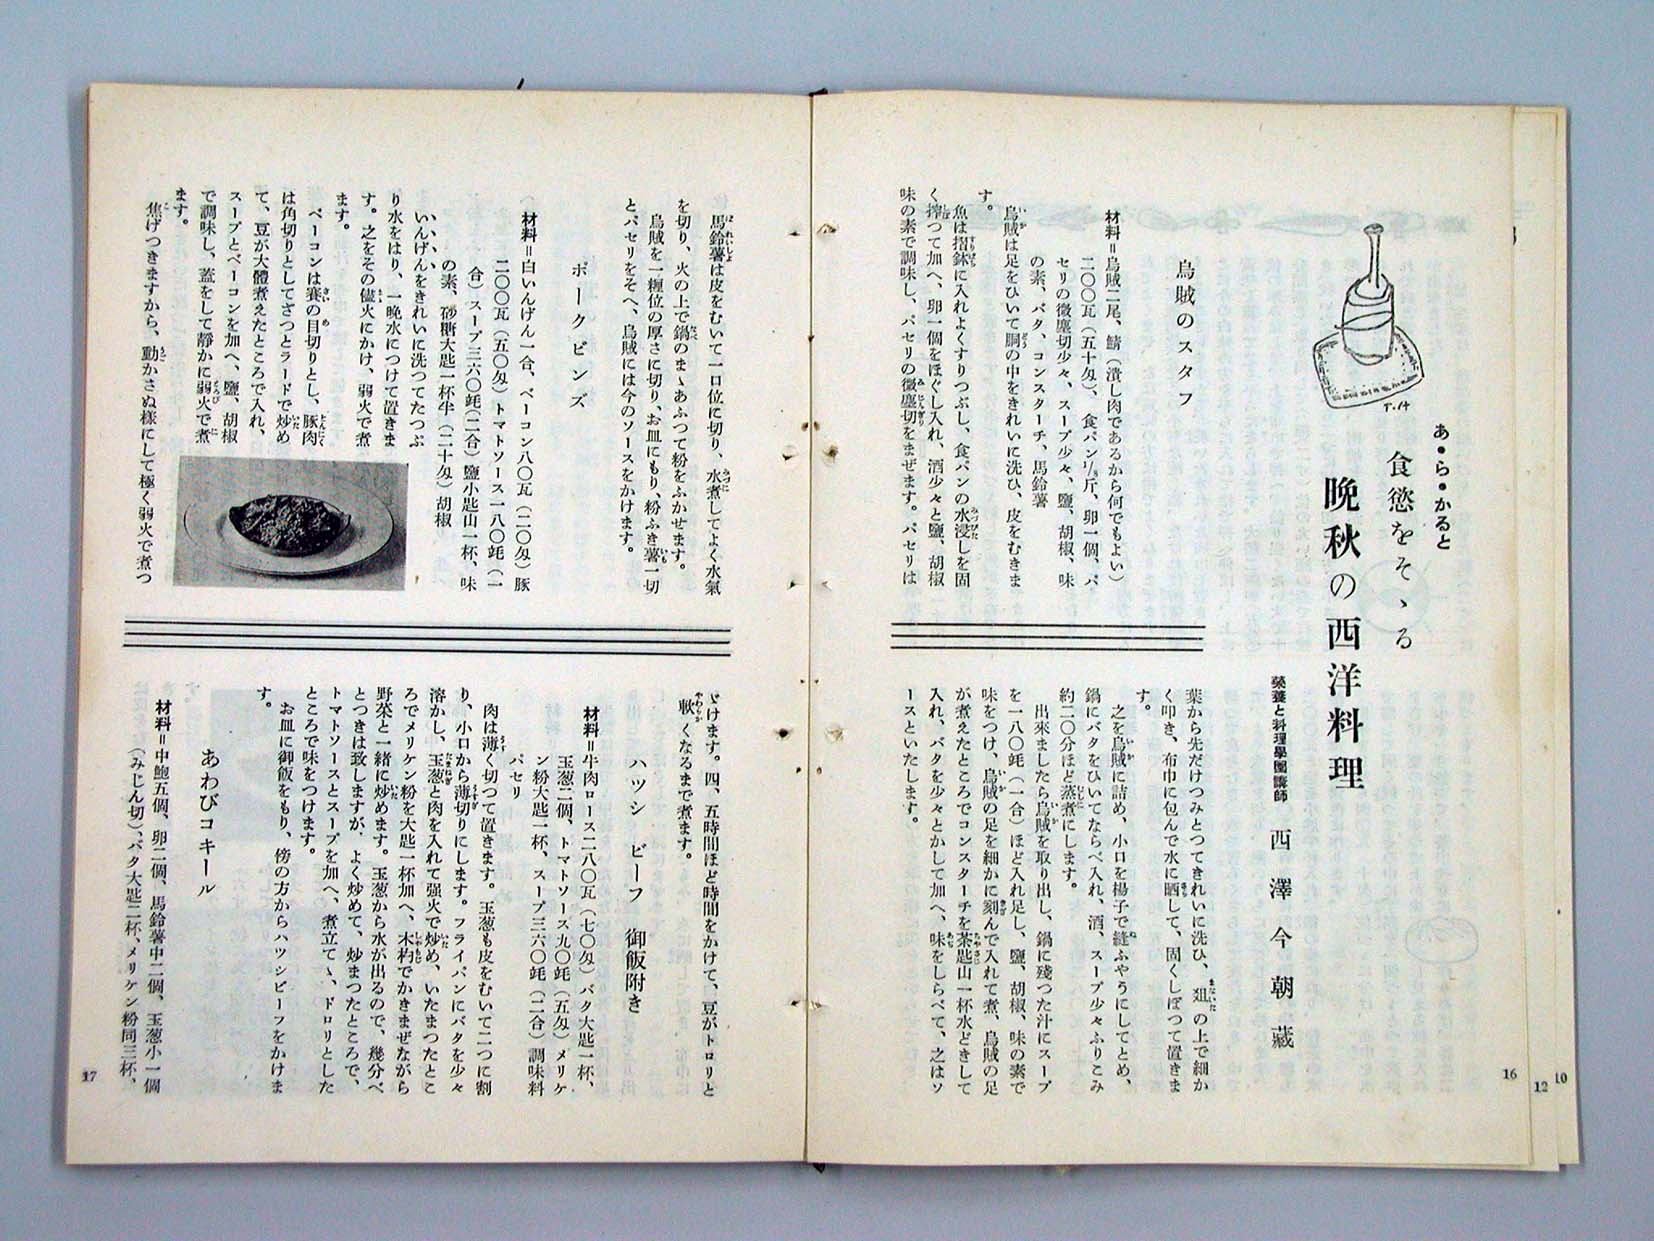 あ・ら・かると
食慾をそゝる
晩秋の西洋料理
榮養と料理學園講師 西澤今朝藏
T.H
烏賊のスタフ
材料＝烏賊二尾、鯖（潰し肉であるから何でもよい）
二〇〇瓦（五十匁）、食パン1/8斤、卵一個、パ
セリの微塵切少々、スープ少々、鹽、胡椒、味
の素、バタ、コンスターチ、馬鈴薯
烏賊は足をひいて胴の中をきれいに洗ひ、皮をむきま
す。
魚は摺鉢に入れよくすりつぶし、食パンの水浸しを固
く搾つて加へ、卵一個をほぐし入れ、酒少々と鹽、胡椒
味の素で調味し、パセリの微塵切をまぜます。パセリは
葉から先だけつみとつてきれいに洗ひ、俎の上で細か
く叩き、布巾に包んで水に晒して、固くしぼつて置きま
す。
之を烏賊に詰め、小口を楊子で縫ふやうにしてとめ、
鍋にバタをひいてならべ入れ、酒、スープ少々ふりこみ
約二〇分ほど蒸煮にします。
出來ましたら烏賊を取り出し、鍋に殘つた汁にスープ
を一八〇竓（一合）ほど入れ足し、鹽、胡椒、味の素で
味をつけ、烏賊の足を細かに刻んで入れて煮、烏賊の足
が煮えたところでコンスターチを茶匙山一杯水どきして
入れ、バタを少々とかして加へ、味をしらべて、之はソ
ースといたします。
16
12
10
馬鈴薯は皮をむいて一口位に切り、水煮してよく水氣
を切り、火の上で鍋のまゝあふつて粉をふかせます。
烏賊を一糎位の厚さに切り、お皿にもり、粉ふき薯一切
とパセリをそへ、烏賊には今のソースをかけます。
ポークビンズ
材料＝白いんげん一合、ベーコン八〇瓦（二〇匁）豚
二〇〇瓦（五〇匁）トマトソース一八〇竓（一
合）スープ三六〇竓（二合）鹽小匙山一杯、味
の素、砂糖大匙一杯半（二十匁）胡椒
いんげんをきれいに洗つてたつぷ
り水をはり、一晩水につけて置きま
す。之をその儘火にかけ、弱火で煮
ます。
ベーコンは賽の目切りとし、豚肉
は角切りとしてざつとラードで炒め
て、豆が大體煮えたところで入れ、
スープとベーコンを加へ、鹽、胡椒
で調味し、蓋をして靜かに弱火で煮
ます。
焦げつきますから、動かさぬ樣にして極く弱火で煮つ
ゞけます。四、五時間ほど時間をかけて、豆がトロリと
軟くなるまで煮ます。
ハツシ ビーフ 御飯附き
材料＝牛肉ロース二八〇瓦（七〇匁）バタ大匙一杯、
玉葱二個、トマトソース九〇竓（五匁）メリケ
ン粉大匙一杯、スープ三六〇竓（二合）調味料
パセリ
肉は薄く切つて置きます。玉葱も皮をむいて二つに割
り、小口から薄切りにします。フライパンにバタを少々
溶かし、玉葱と肉を入れて强火で炒め、いたまつたとこ
ろでメリケン粉を大匙一杯加へ、木杓でかきまぜながら
野菜と一緒に炒めます。玉葱から水が出るので、幾分べ
とつきは致しますが、よく炒めて、炒まつたところで、
トマトソースとスープを加へ、煮立てゝ、ドロリとした
ところで味をつけます。
お皿に御飯をもり、傍の方からハツシビーフをかけま
す。
あわびコキール
材料＝中鮑五個、卵二個、馬鈴薯中二個、玉葱小一個
（みじん切）、バタ大匙二杯、メリケン粉同三杯、
17